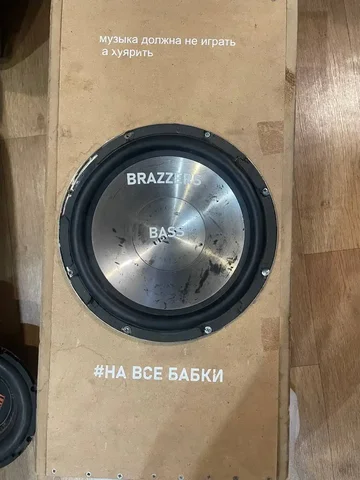 музыка должна не играть
а хуярить
BRAZZERS
BASS
#НА ВСЕ БАБКИ